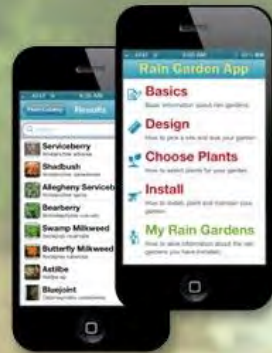 Results
Serviceberry
Shadbush
Allegheny Serviceb
Bearberry
Swamp Milkweed
Butterfly Milkweed
Astilbe
Bluejoint
Rain Garden App
Basics
Basic information about rain gardens.
Design
How to pick a site and size your garden.
Choose Plants
How to select plants for your garden.
Install
How to install, plant and maintain your
garden.
My Rain Gardens
How to save information about the rain
gardens you have installed.